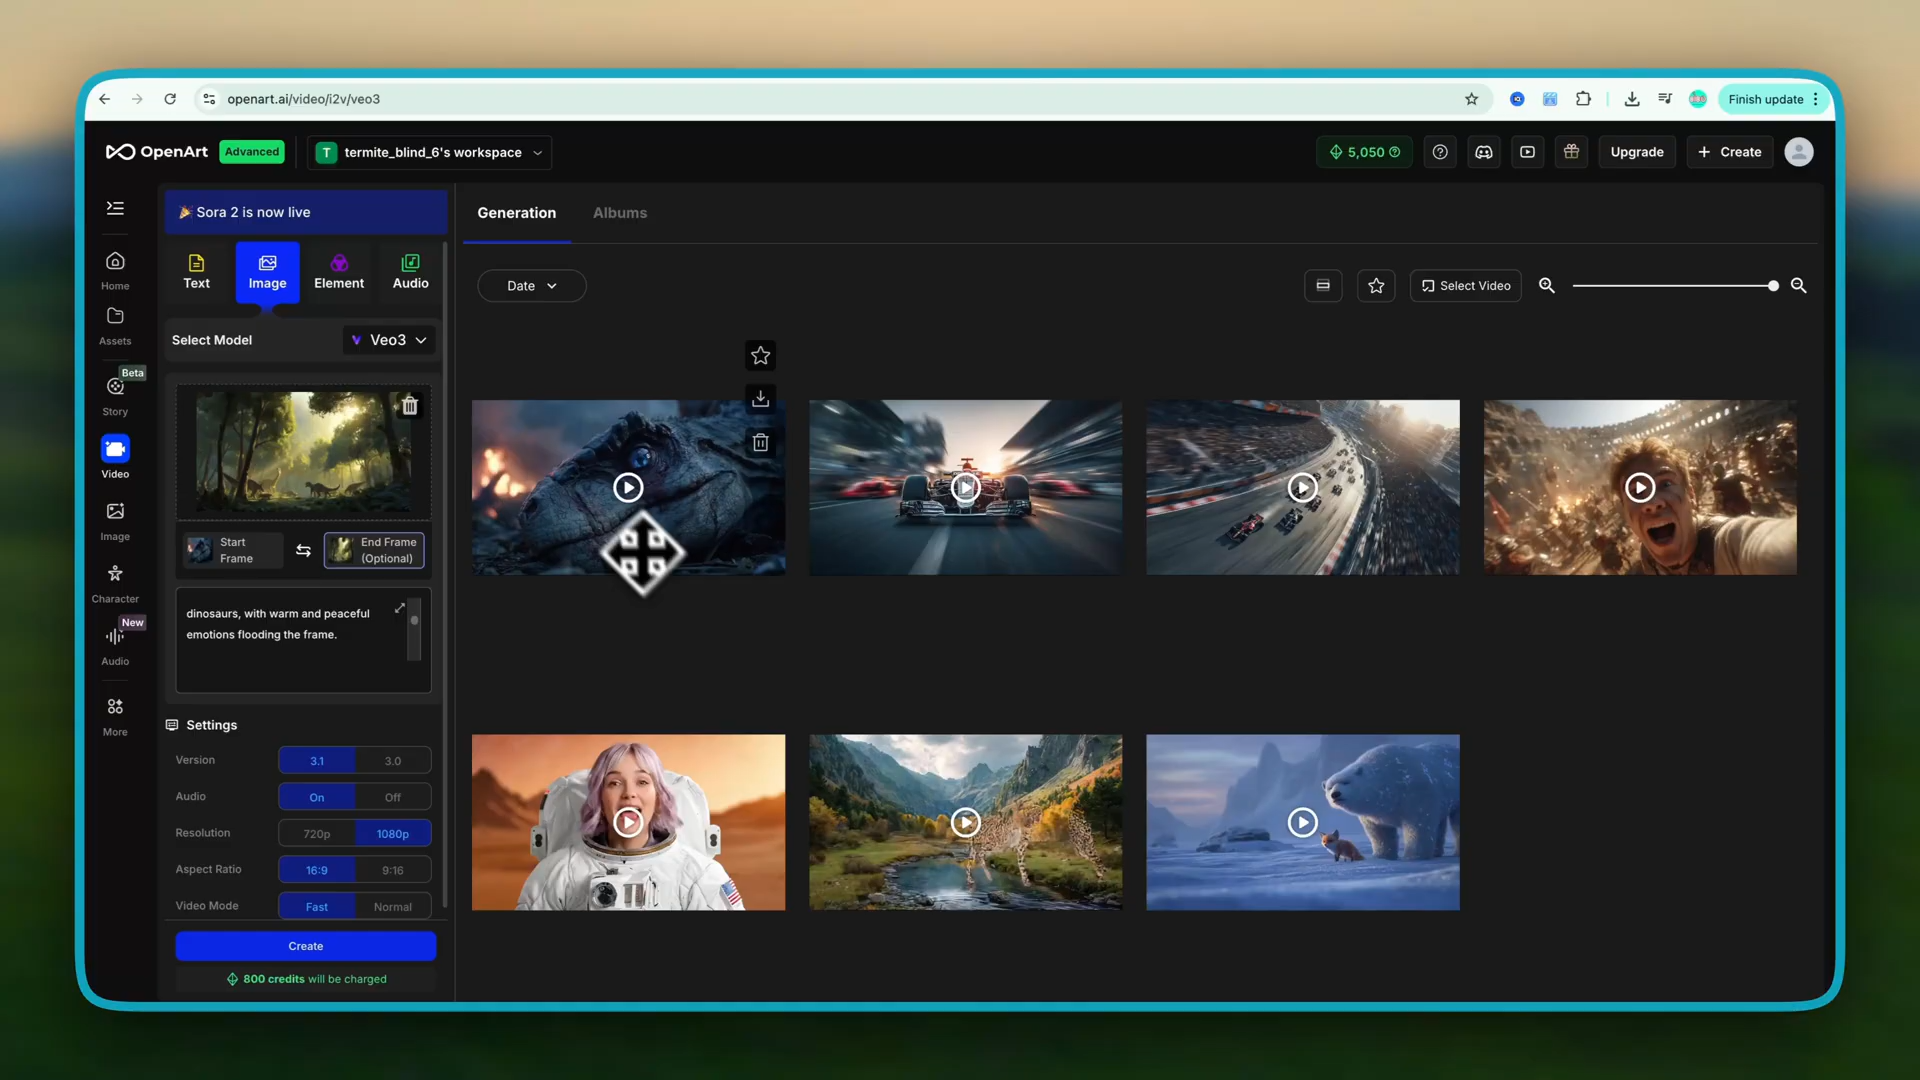 openart.ai/video/i2v/veo3
Finish update
OpenArt
Advanced
T
termite_blind_6's workspace
5,050
Upgrade
Create
Sora 2 is now live
Text
Image
Element
Audio
Select Model
Veo3
Start
Frame
End Frame
(Optional)
dinosaurs, with warm and peaceful
emotions flooding the frame.
Settings
Version
3.1
3.0
Audio
On
Off
Resolution
720p
1080p
Aspect Ratio
16:9
9:16
Video Mode
Fast
Normal
Create
800 credits will be charged
Home
Assets
Beta
Story
Video
Image
Character
New
Audio
More
Generation
Albums
Date
Select Video